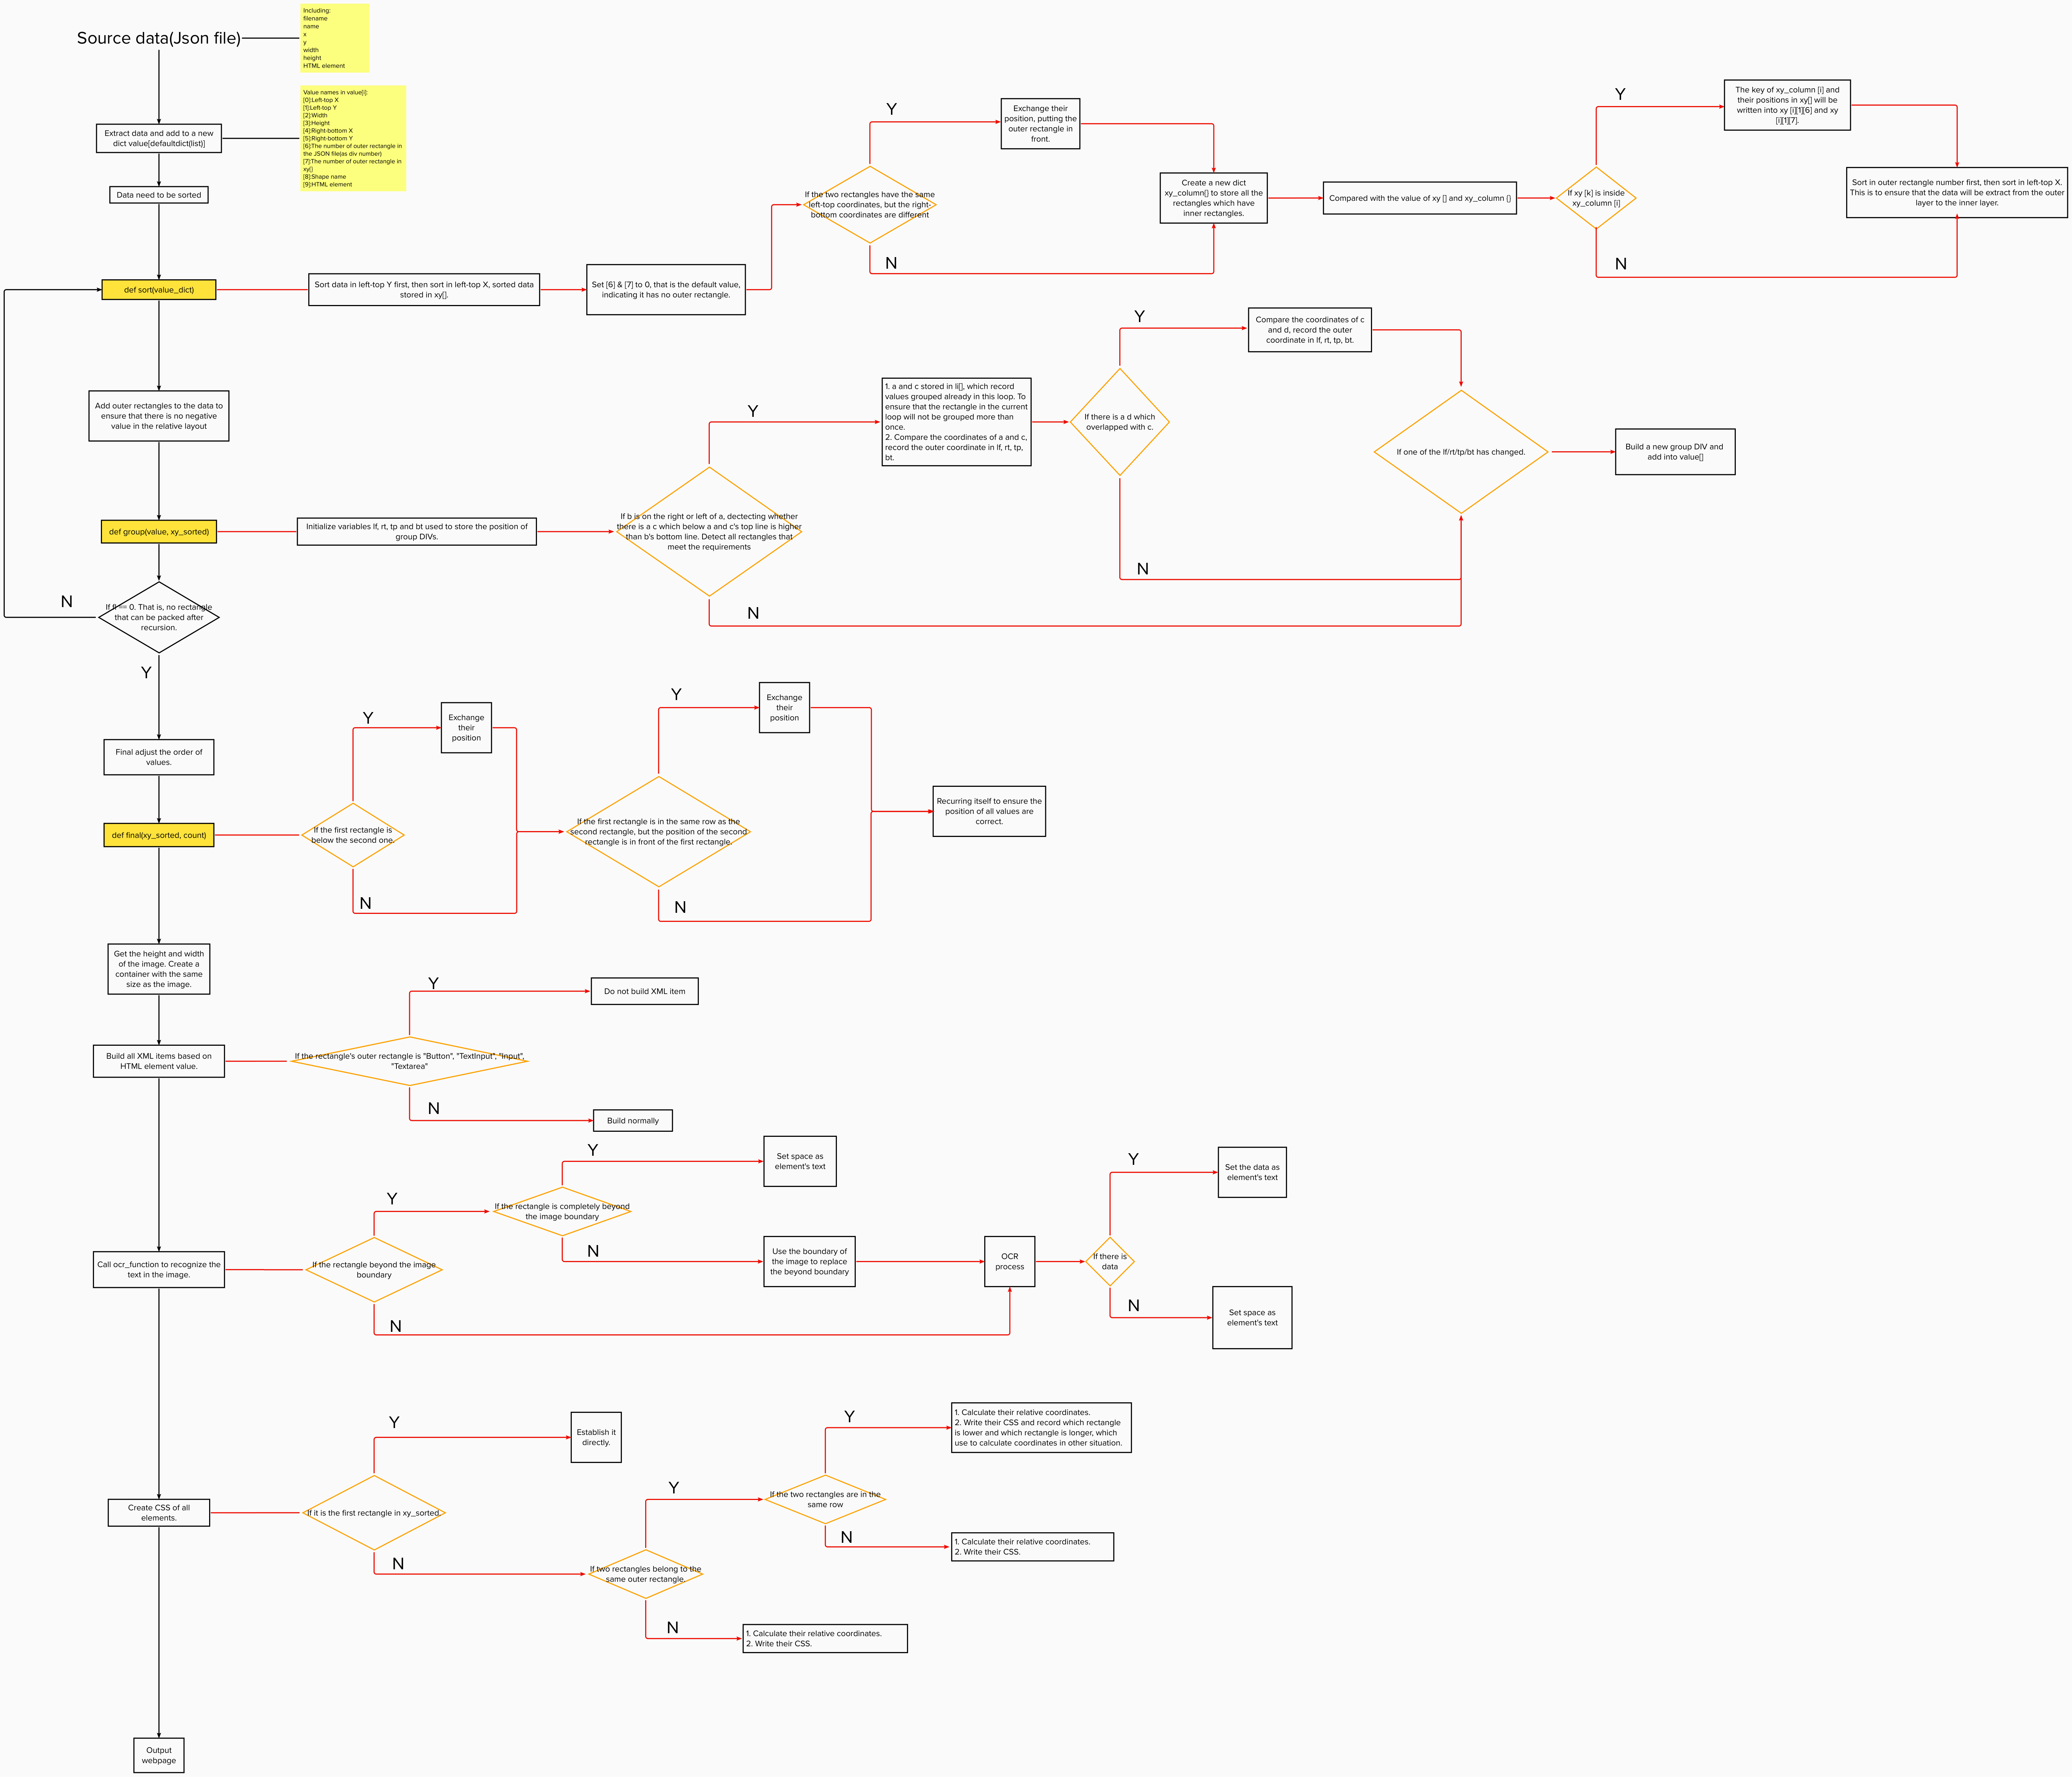 Source data(Json file)
Including:
filename
name
x
y
width
height
HTML element
Value names in value[i]:
[0]:Left-top X
[1]:Left-top Y
[2]:Width
[3]:Height
[4]:Right-bottom X
[5]:Right-bottom Y
[6]:The number of outer rectangle in
the JSON file(as div number)
[7]:The number of outer rectangle in
xy[]
[8]:Shape name
[9]:HTML element
Extract data and add to a new
dict value[defaultdict(list)]
Data need to be sorted
def sort(value_dict)
Sort data in left-top Y first, then sort in left-top X, sorted data
stored in xy[].
Set [6] & [7] to 0, that is the default value,
indicating it has no outer rectangle.
If the two rectangles have the same
left-top coordinates, but the right-
bottom coordinates are different
Y
Exchange their
position, putting the
outer rectangle in
front.
N
Create a new dict
xy_column{} to store all the
rectangles which have
inner rectangles.
Compared with the value of xy [] and xy_column {}
If xy [k] is inside
xy_column [i]
Y
The key of xy_column [i] and
their positions in xy[] will be
written into xy [i][1][6] and xy
[i][1][7].
N
Sort in outer rectangle number first, then sort in left-top X.
This is to ensure that the data will be extract from the outer
layer to the inner layer.
Add outer rectangles to the data to
ensure that there is no negative
value in the relative layout
def group(value, xy_sorted)
Initialize variables lf, rt, tp and bt used to store the position of
group DIVs.
If b is on the right or left of a, dectecting whether
there is a c which below a and c's top line is higher
than b's bottom line. Detect all rectangles that
meet the requirements
Y
1. a and c stored in li[], which record
values grouped already in this loop. To
ensure that the rectangle in the current
loop will not be grouped more than
once.
2. Compare the coordinates of a and c,
record the outer coordinate in lf, rt, tp,
bt.
N
If there is a d which
overlapped with c.
Y
Compare the coordinates of c
and d, record the outer
coordinate in lf, rt, tp, bt.
N
If one of the lf/rt/tp/bt has changed.
Build a new group DIV and
add into value[]
If fl == 0. That is, no rectangle
that can be packed after
recursion.
N
Y
Final adjust the order of
values.
def final(xy_sorted, count)
If the first rectangle is
below the second one.
Y
Exchange
their
position
N
If the first rectangle is in the same row as the
second rectangle, but the position of the second
rectangle is in front of the first rectangle.
Y
Exchange
their
position
N
Recurring itself to ensure the
position of all values are
correct.
Get the height and width
of the image. Create a
container with the same
size as the image.
Build all XML items based on
HTML element value.
If the rectangle's outer rectangle is "Button", "TextInput", "Input",
"Textarea"
Y
Do not build XML item
N
Build normally
Call ocr_function to recognize the
text in the image.
If the rectangle beyond the image
boundary
Y
If the rectangle is completely beyond
the image boundary
Y
Set space as
element's text
N
Use the boundary of
the image to replace
the beyond boundary
N
OCR
process
If there is
data
Y
Set the data as
element's text
N
Set space as
element's text
Create CSS of all
elements.
If it is the first rectangle in xy_sorted.
Y
Establish it
directly.
N
If two rectangles belong to the
same outer rectangle.
Y
If the two rectangles are in the
same row
Y
1. Calculate their relative coordinates.
2. Write their CSS and record which rectangle
is lower and which rectangle is longer, which
use to calculate coordinates in other situation.
N
1. Calculate their relative coordinates.
2. Write their CSS.
N
1. Calculate their relative coordinates.
2. Write their CSS.
Output
webpage